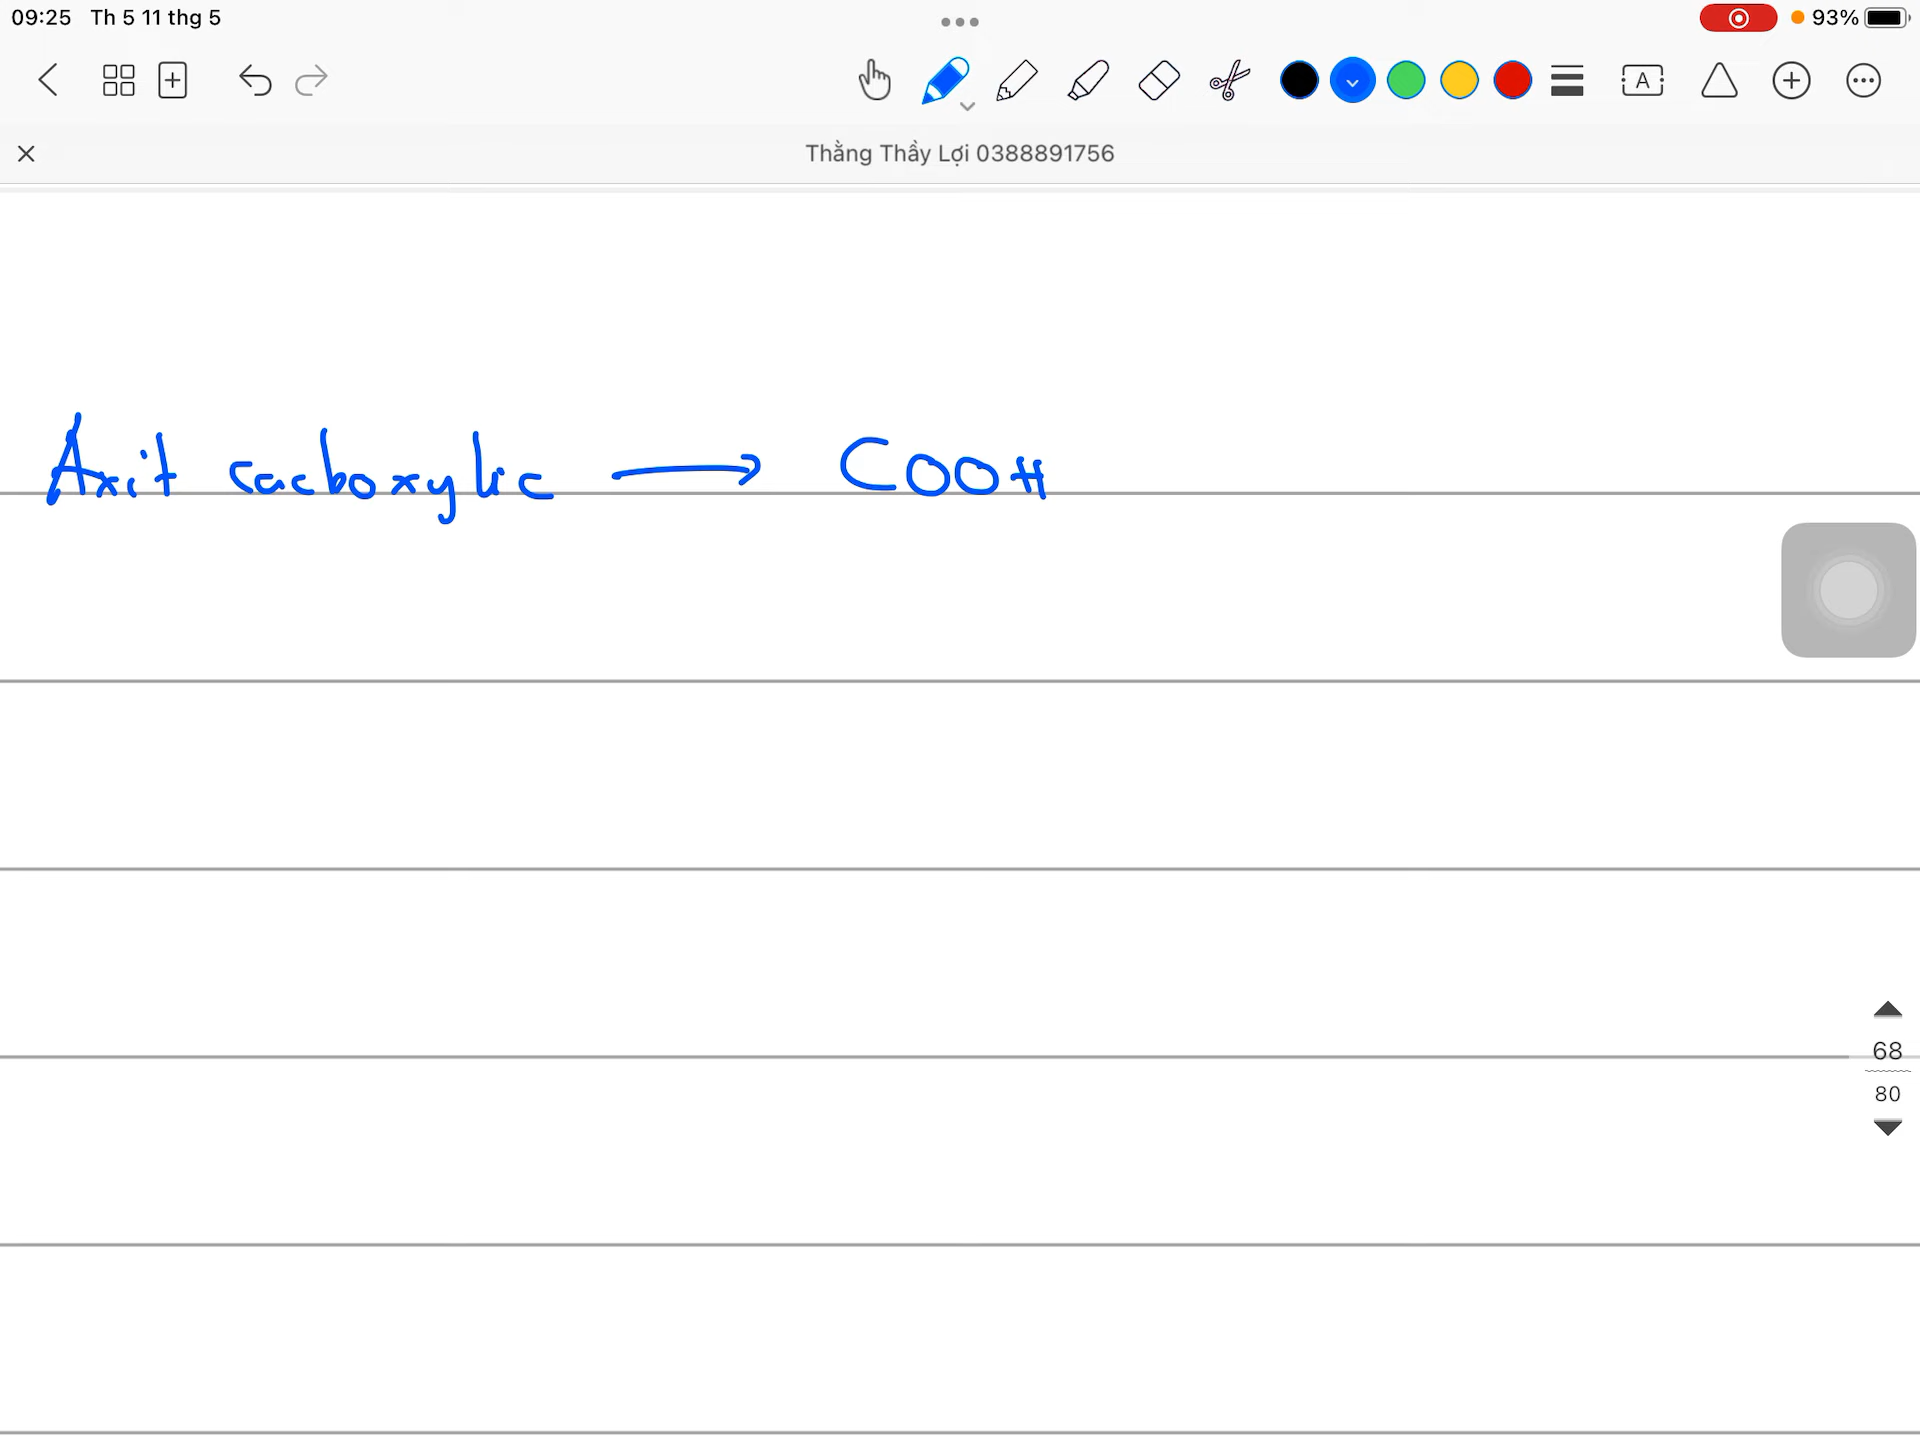 09:25 Th 5 11 thg 5
93%
A
Thằng Thầy Lợi 0388891756
Axit cacboxylic → COOH
68
80